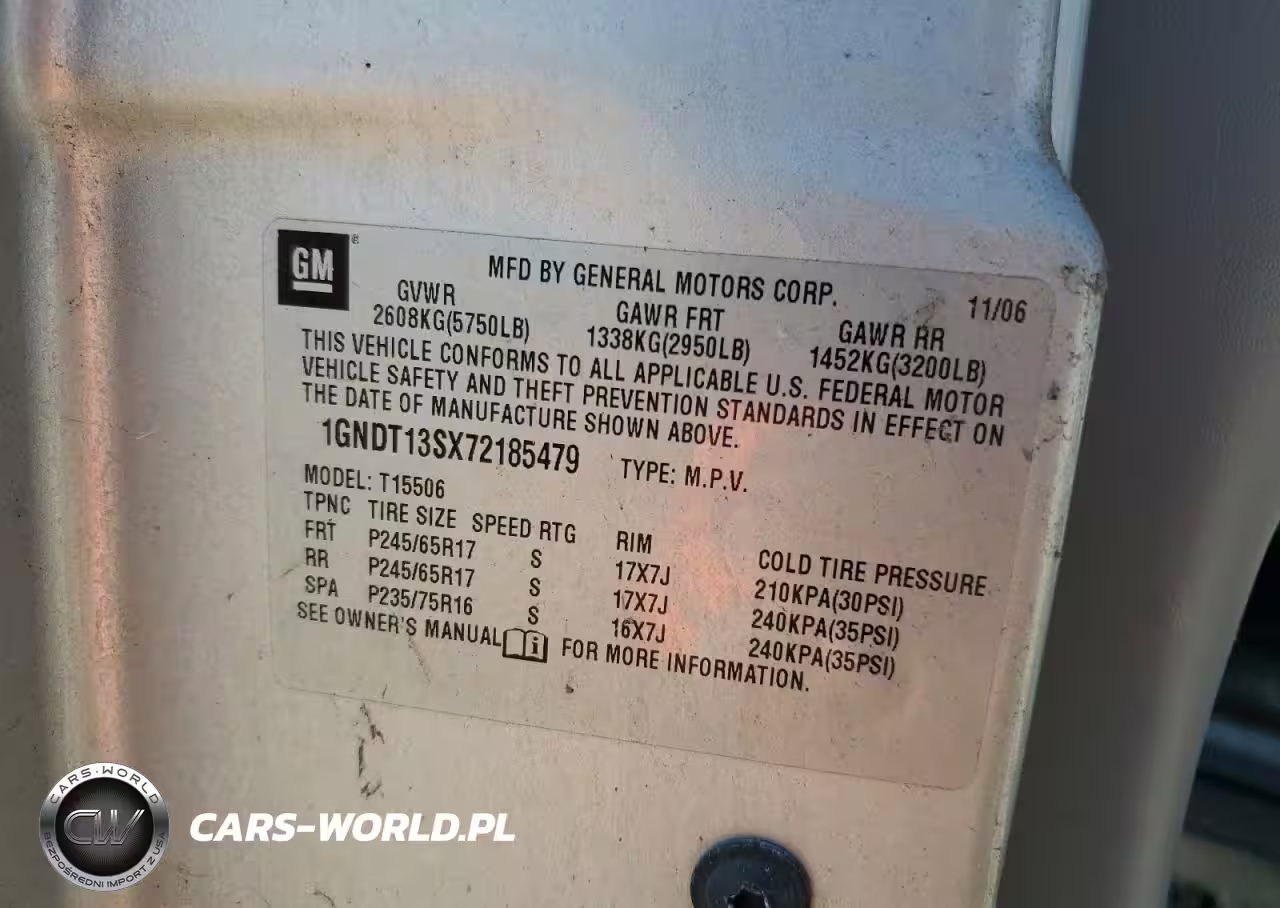 GM ®
MFD BY GENERAL MOTORS CORP. 11/06
GVWR GAWR FRT GAWR RR
2608KG(5750LB) 1338KG(2950LB) 1452KG(3200LB)
THIS VEHICLE CONFORMS TO ALL APPLICABLE U.S. FEDERAL MOTOR
VEHICLE SAFETY AND THEFT PREVENTION STANDARDS IN EFFECT ON
THE DATE OF MANUFACTURE SHOWN ABOVE.
1GNDT13SX72185479 TYPE: M.P.V.
MODEL: T15506
TPNC TIRE SIZE SPEED RTG RIM COLD TIRE PRESSURE
FRT P245/65R17 S 17X7J 210KPA(30PSI)
RR P245/65R17 S 17X7J 240KPA(35PSI)
SPA P235/75R16 S 16X7J 240KPA(35PSI)
SEE OWNER'S MANUAL i FOR MORE INFORMATION.
CARS-WORLD
CW
BEZPOŚREDNI IMPORT Z USA
CARS-WORLD.PL